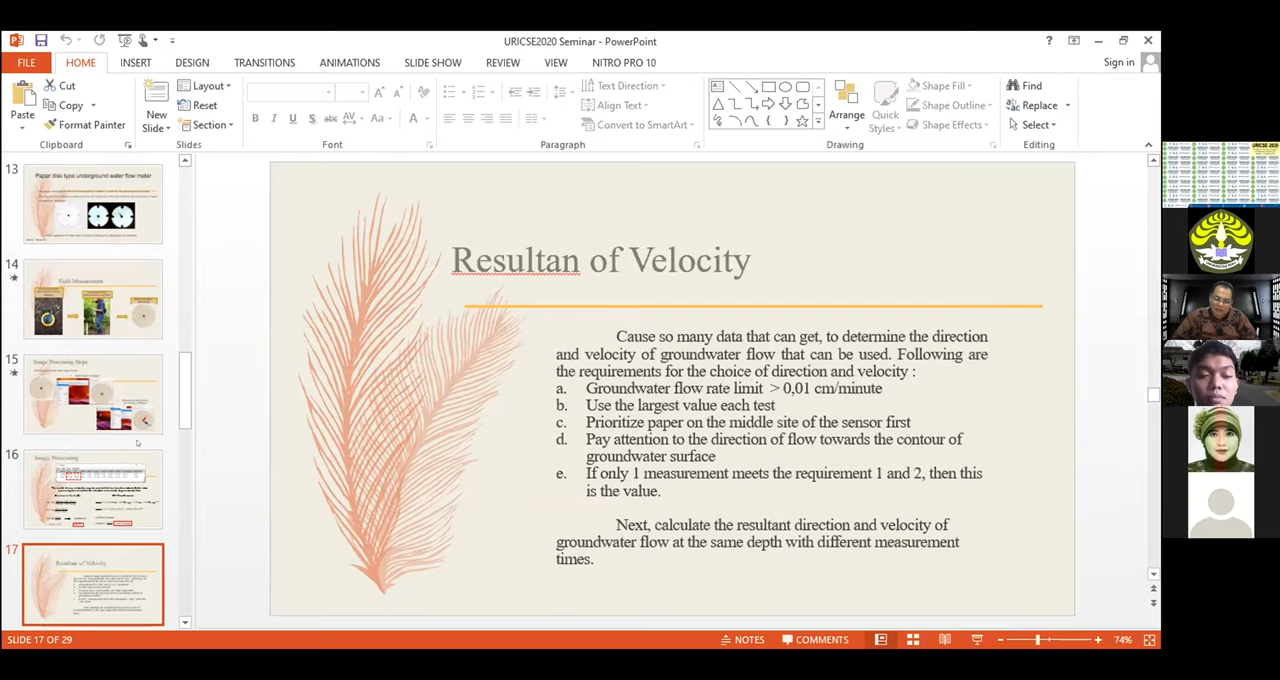 URICSE2020 Seminar - PowerPoint
?
FILE
HOME
INSERT
DESIGN
TRANSITIONS
ANIMATIONS
SLIDE SHOW
REVIEW
VIEW
NITRO PRO 10
Sign in
Paste
Cut
Copy
Format Painter
Clipboard
New
Slide
Layout
Reset
Section
Slides
B I U S abc AV Aa A
Font
Text Direction
Align Text
Convert to SmartArt
Paragraph
Arrange
Quick
Styles
Shape Fill
Shape Outline
Shape Effects
Drawing
Find
Replace
Select
Editing
13
Paper disk type underground water flow meter
14
Field Measurement
15
Image Processing Steps
16
Image Processing
17
Resultan of Velocity
Resultan of Velocity
Cause so many data that can get, to determine the direction
and velocity of groundwater flow that can be used. Following are
the requirements for the choice of direction and velocity :
a. Groundwater flow rate limit > 0,01 cm/minute
b. Use the largest value each test
c. Prioritize paper on the middle site of the sensor first
d. Pay attention to the direction of flow towards the contour of
groundwater surface
e. If only 1 measurement meets the requirement 1 and 2, then this
is the value.
Next, calculate the resultant direction and velocity of
groundwater flow at the same depth with different measurement
times.
URICSE-2020
SLIDE 17 OF 29
NOTES
COMMENTS
74%